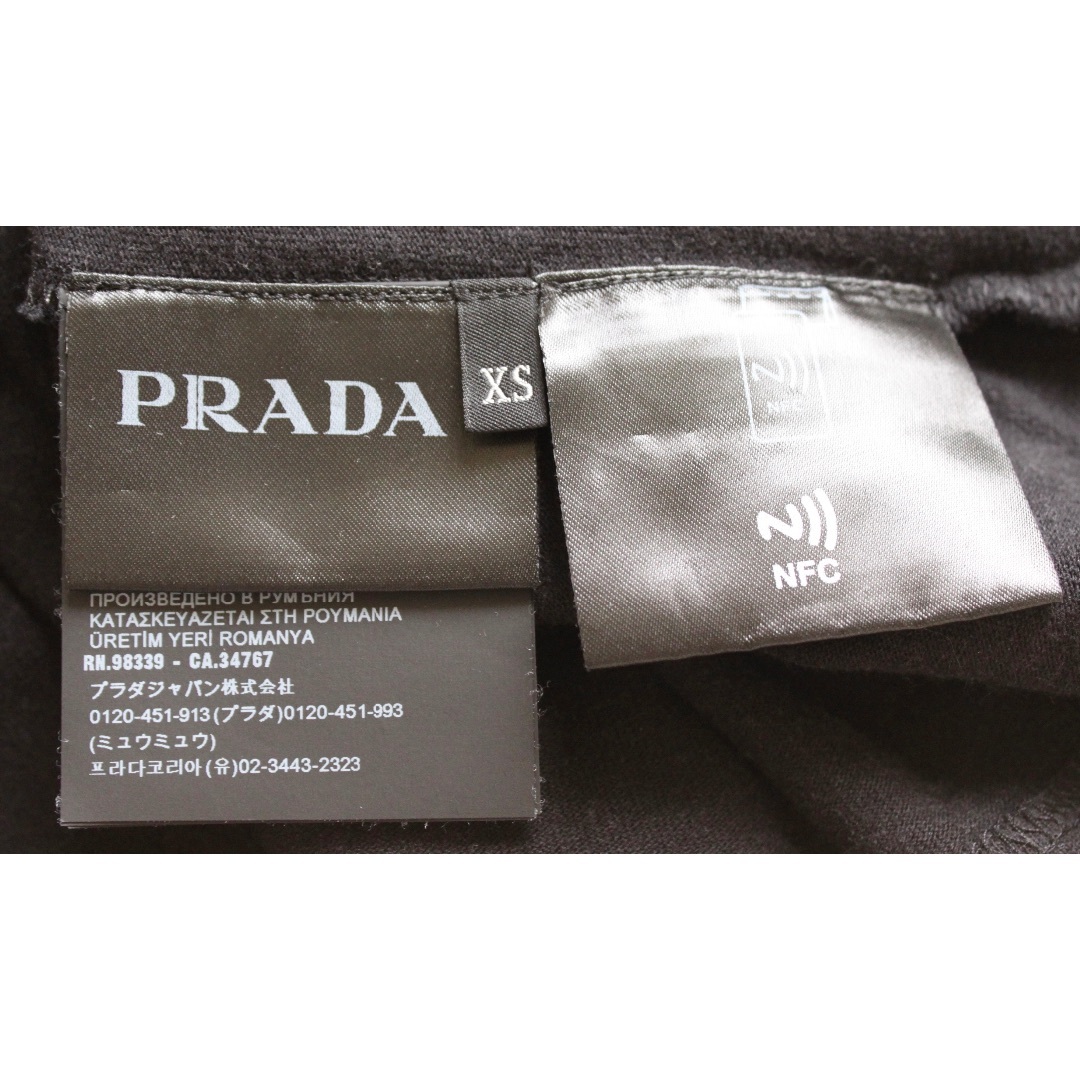 PRADA
XS
N
NFC
ПРОИЗВЕДЕНО В РУМЪНИЯ
ΚΑΤΑΣΚΕΥΑΖΕΤΑΙ ΣΤΗ ΡΟΥΜΑΝΙΑ
ÜRETİM YERİ ROMANYA
RN.98339 - CA.34767
プラダジャパン株式会社
0120-451-913(プラダ)0120-451-993
(ミュウミュウ)
프라다코리아(유)02-3443-2323